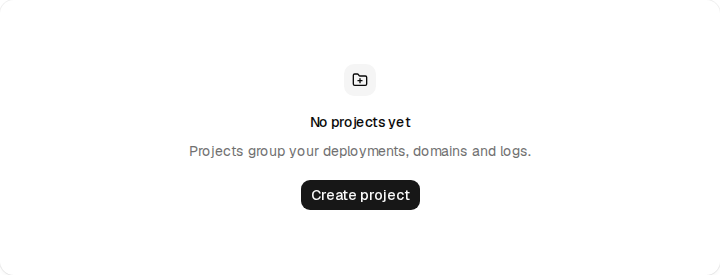 No projects yet
Projects group your deployments, domains and logs.
Create project